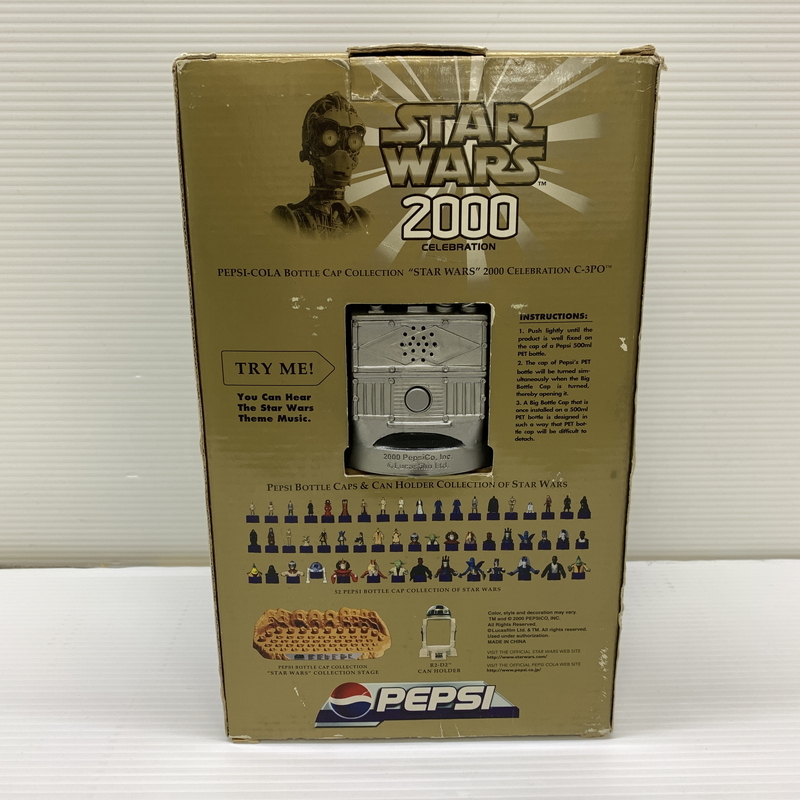 STAR
WARS™
2000
CELEBRATION
PEPSI-COLA BOTTLE CAP COLLECTION "STAR WARS" 2000 CELEBRATION C-3PO™
TRY ME!
You Can Hear
The Star Wars
Theme Music.
INSTRUCTIONS:
1. Push lightly until the
product is well fixed on
the cap of a Pepsi 500ml
PET bottle.
2. The cap of Pepsi's PET
bottle will be turned sim-
ultaneously when the Big
Bottle Cap is turned,
thereby opening it.
3. A Big Bottle Cap that is
once installed on a 500ml
PET bottle is designed in
such a way that PET bot-
tle cap will be difficult to
detach.
2000 PepsiCo, Inc.
© Lucasfilm Ltd.
PEPSI BOTTLE CAPS & CAN HOLDER COLLECTION OF STAR WARS
52 PEPSI BOTTLE CAP COLLECTION OF STAR WARS
PEPSI BOTTLE CAP COLLECTION
"STAR WARS" COLLECTION STAGE
R2-D2™
CAN HOLDER
Color, style and decoration may vary.
TM and © 2000 PEPSICO, INC.
All Rights Reserved.
©Lucasfilm Ltd. & TM. All rights reserved.
Used under authorization.
MADE IN CHINA
VISIT THE OFFICIAL STAR WARS WEB SITE
http://www.starwars.com/
VISIT THE OFFICIAL PEPSI COLA WEB SITE
http://www.pepsi.co.jp/
PEPSI